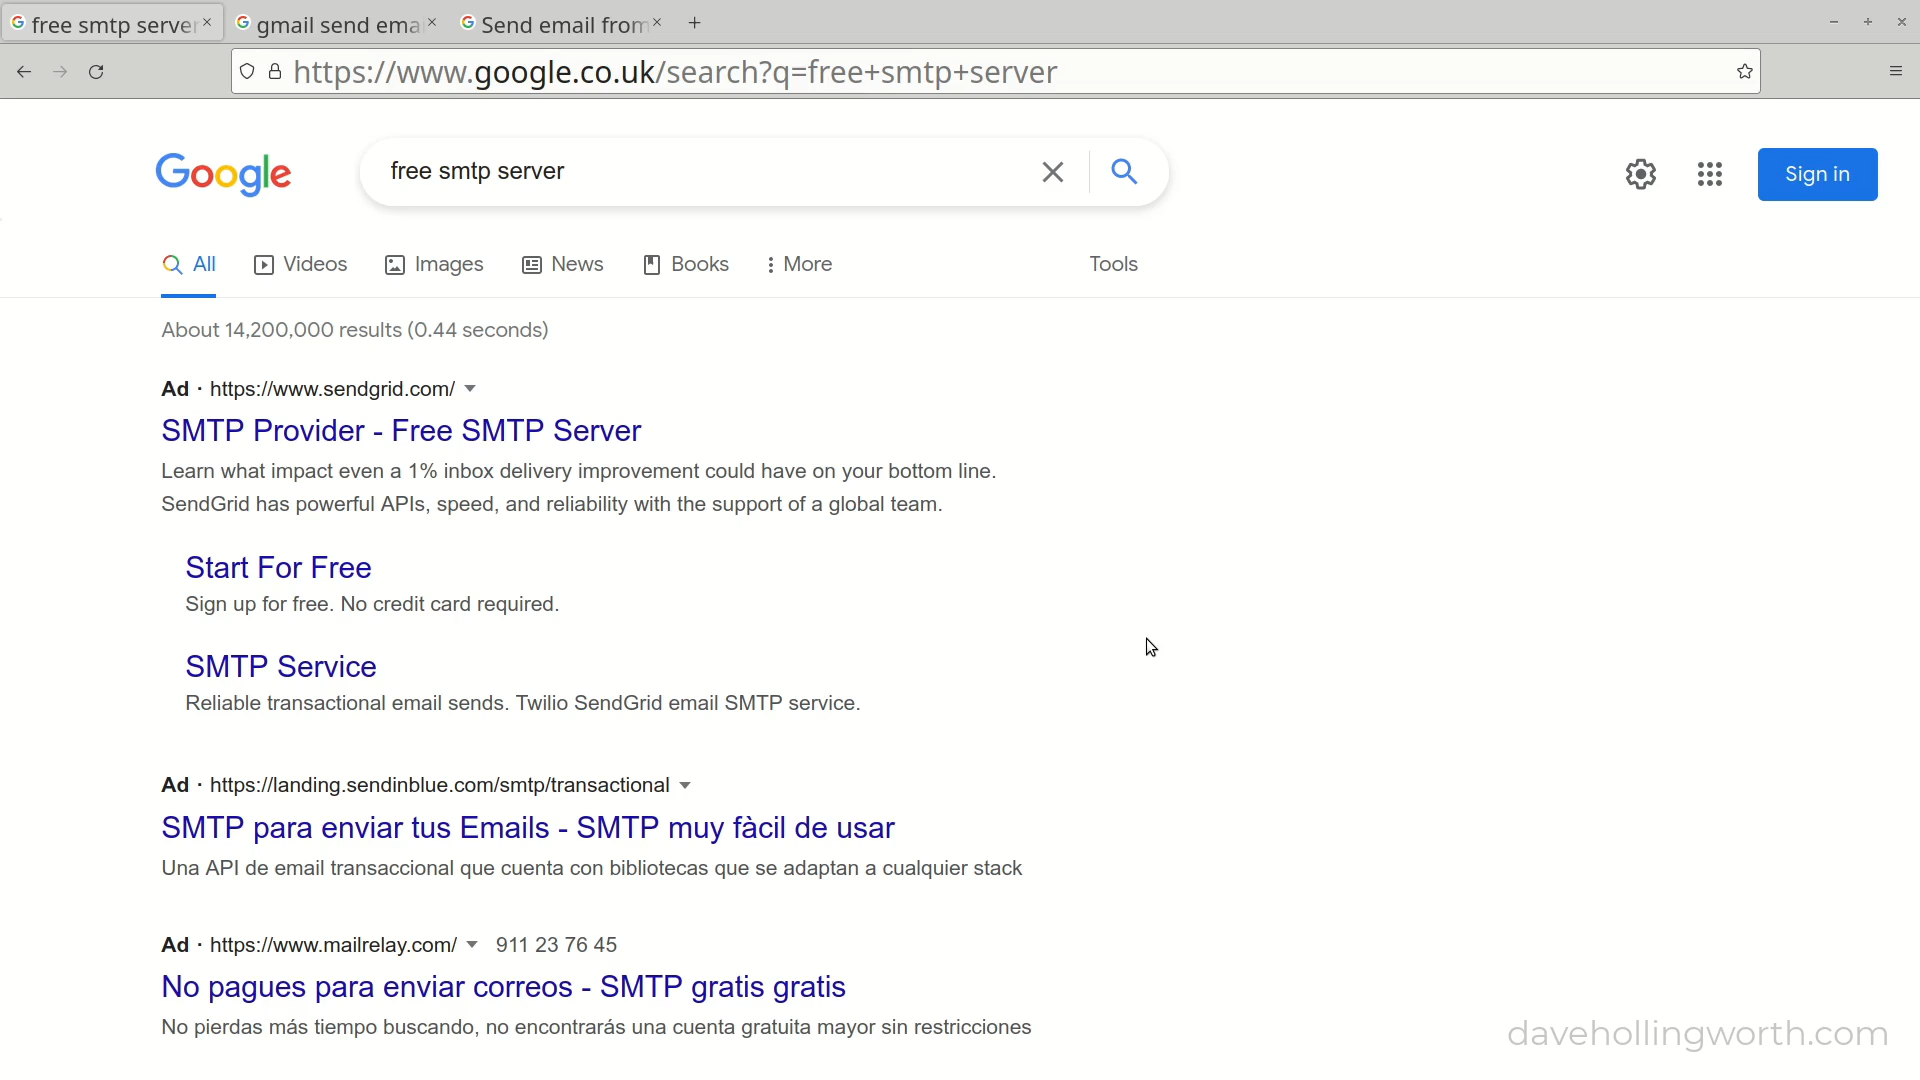 free smtp server
gmail send ema
Send email from
https://www.google.co.uk/search?q=free+smtp+server
Google
free smtp server
Sign in
All
Videos
Images
News
Books
More
Tools
About 14,200,000 results (0.44 seconds)
Ad · https://www.sendgrid.com/
SMTP Provider - Free SMTP Server
Learn what impact even a 1% inbox delivery improvement could have on your bottom line.
SendGrid has powerful APIs, speed, and reliability with the support of a global team.
Start For Free
Sign up for free. No credit card required.
SMTP Service
Reliable transactional email sends. Twilio SendGrid email SMTP service.
Ad · https://landing.sendinblue.com/smtp/transactional
SMTP para enviar tus Emails - SMTP muy fàcil de usar
Una API de email transaccional que cuenta con bibliotecas que se adaptan a cualquier stack
Ad · https://www.mailrelay.com/ 911 23 76 45
No pagues para enviar correos - SMTP gratis gratis
No pierdas más tiempo buscando, no encontrarás una cuenta gratuita mayor sin restricciones
davehollingworth.com